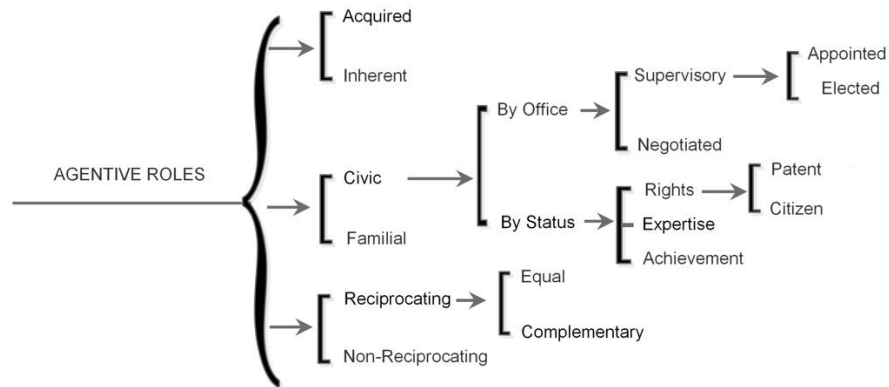 Acquired
Inherent
AGENTIVE ROLES
Civic
Familial
By Office
By Status
Supervisory
Negotiated
Appointed
Elected
Rights
Expertise
Achievement
Patent
Citizen
Reciprocating
Non-Reciprocating
Equal
Complementary